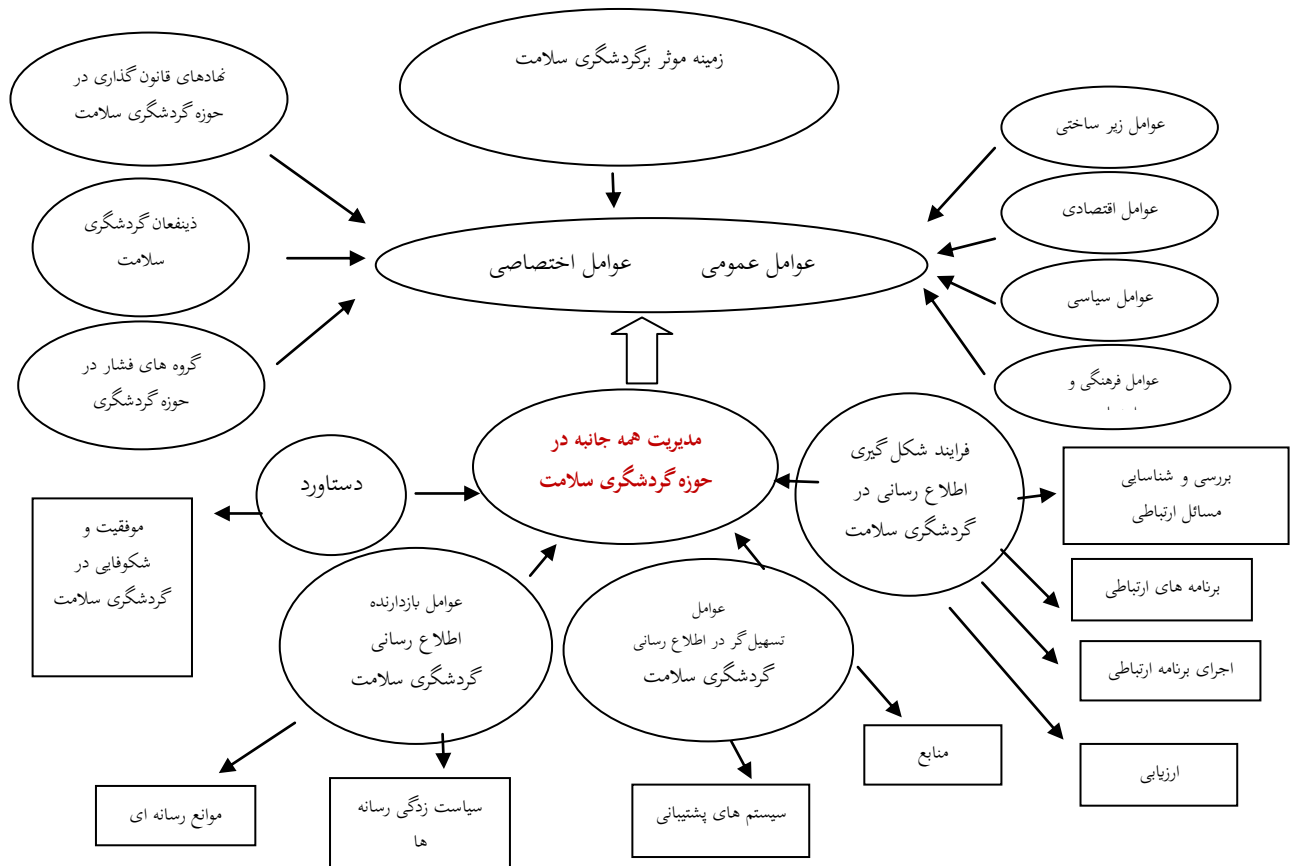 زمینه موثر برگردشگری سلامت
نهادهای قانون گذاری در
حوزه گردشگری سلامت
عوامل زیر ساختی
ذینفعان گردشگری
سلامت
عوامل اقتصادی
عوامل عمومی عوامل اختصاصی
عوامل سیاسی
گروه های فشار در
حوزه گردشگری
عوامل فرهنگی و
مدیریت همه جانبه در
حوزه گردشگری سلامت
فرایند شکل گیری
اطلاع رسانی در
گردشگری سلامت
دستاورد
موفقیت و
شکوفایی در
گردشگری سلامت
بررسی و شناسایی
مسائل ارتباطی
برنامه های ارتباطی
اجرای برنامه ارتباطی
ارزیابی
عوامل بازدارنده
اطلاع رسانی
گردشگری سلامت
عوامل
تسهیل‌گر در اطلاع رسانی
گردشگری سلامت
منابع
سیستم های پشتیبانی
سیاست زدگی رسانه
ها
موانع رسانه ای